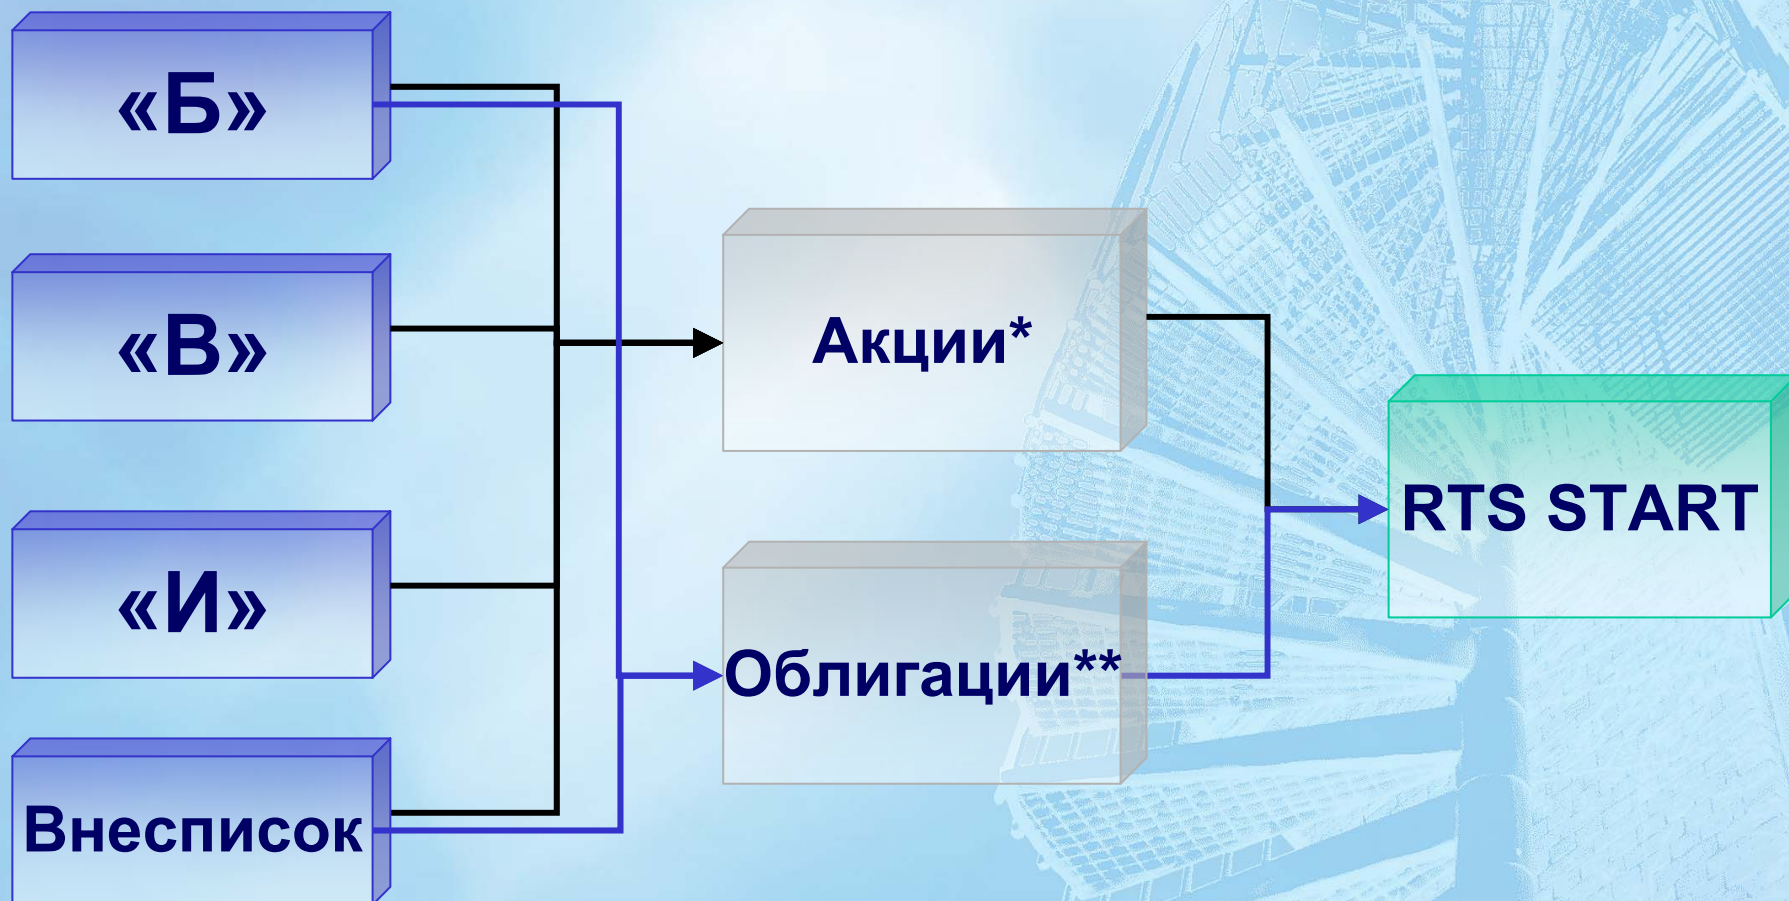 «Б»
«В»
«И»
Внесписок
Акции*
Облигации**
RTS START